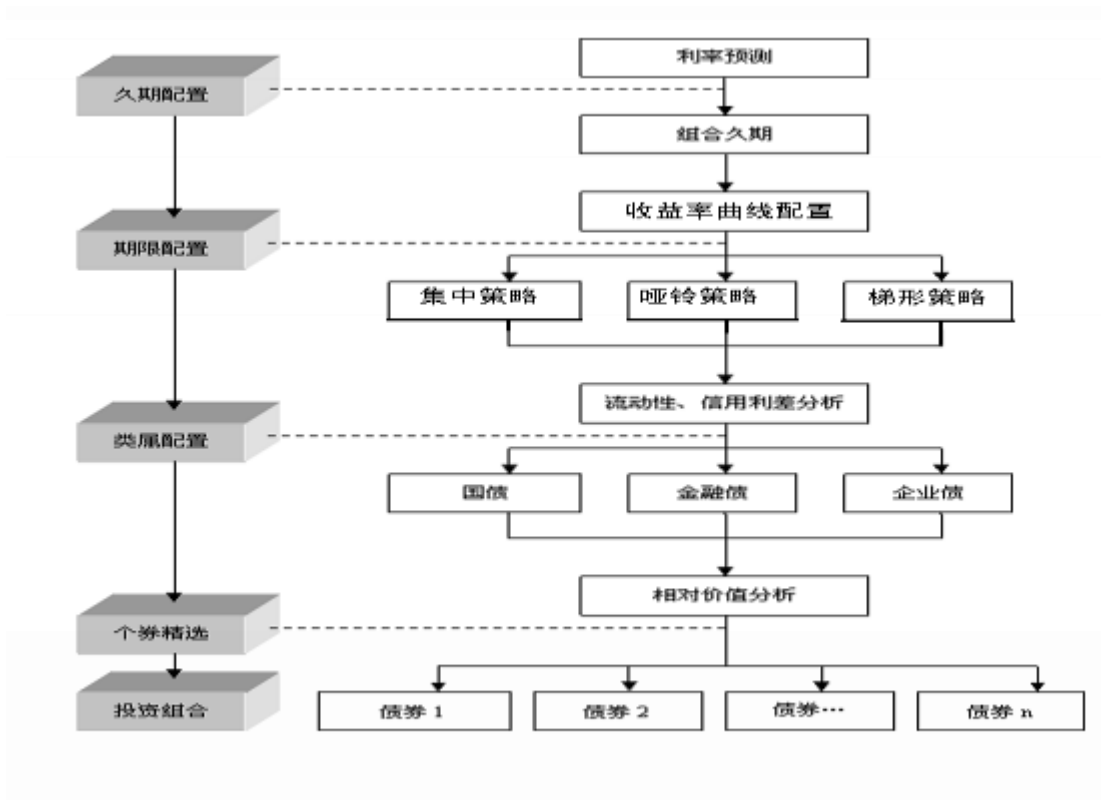 利率预测
久期配置
组合久期
收益率曲线配置
期限配置
集中策略
哑铃策略
梯形策略
流动性、信用利差分析
类属配置
国债
金融债
企业债
相对价值分析
个券精选
投资组合
债券 1
债券 2
债券…
债券 n